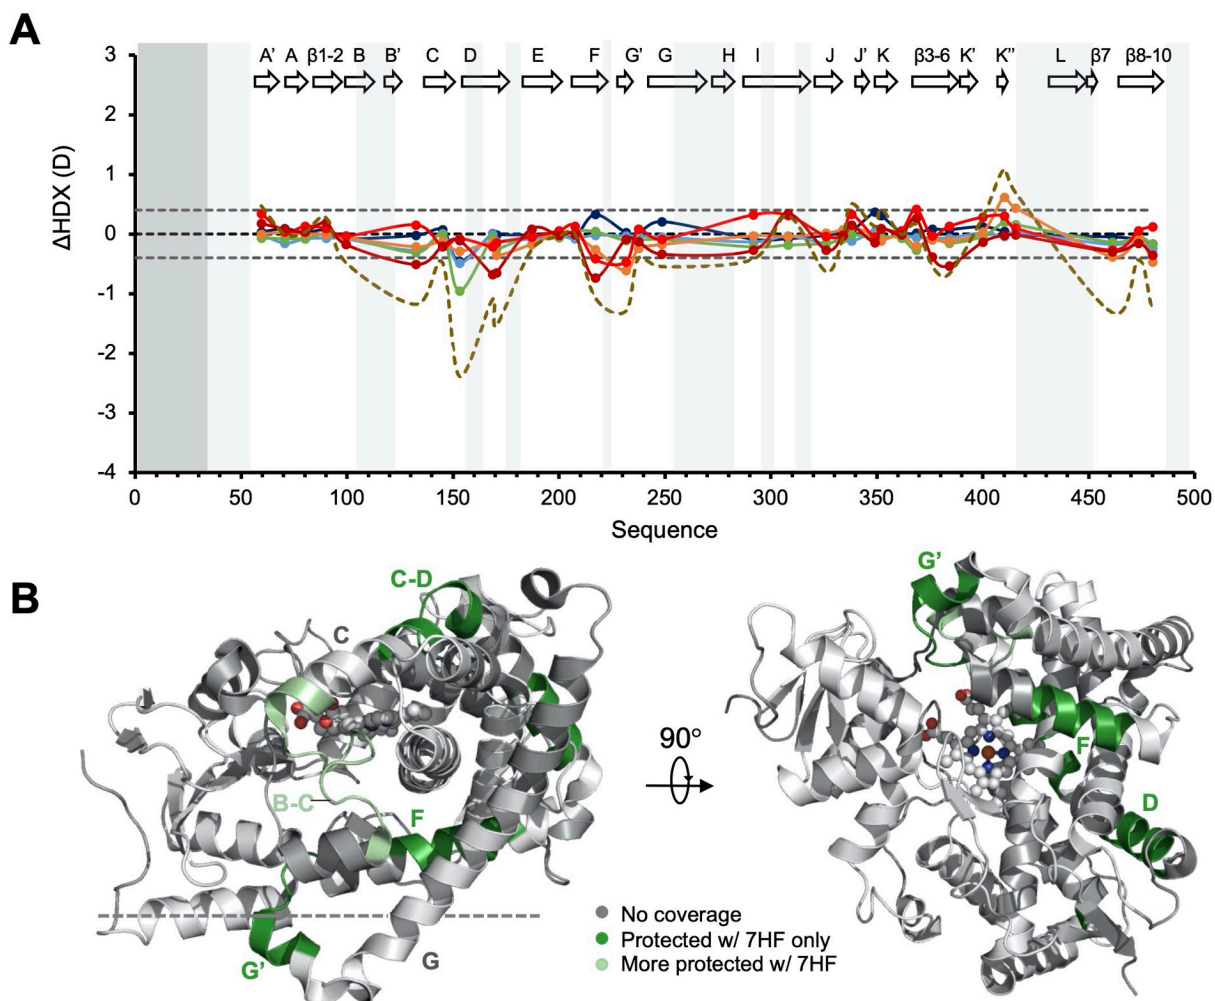 A
A' A β1-2 B B' C D E F G' G H I J J' K β3-6 K' K'' L β7 β8-10
3
2
1
0
-1
-2
-3
-4
ΔHDX (D)
0 50 100 150 200 250 300 350 400 450 500
Sequence
B
C-D
C
B-C
F
G'
G
90°
G'
F
D
No coverage
Protected w/ 7HF only
More protected w/ 7HF